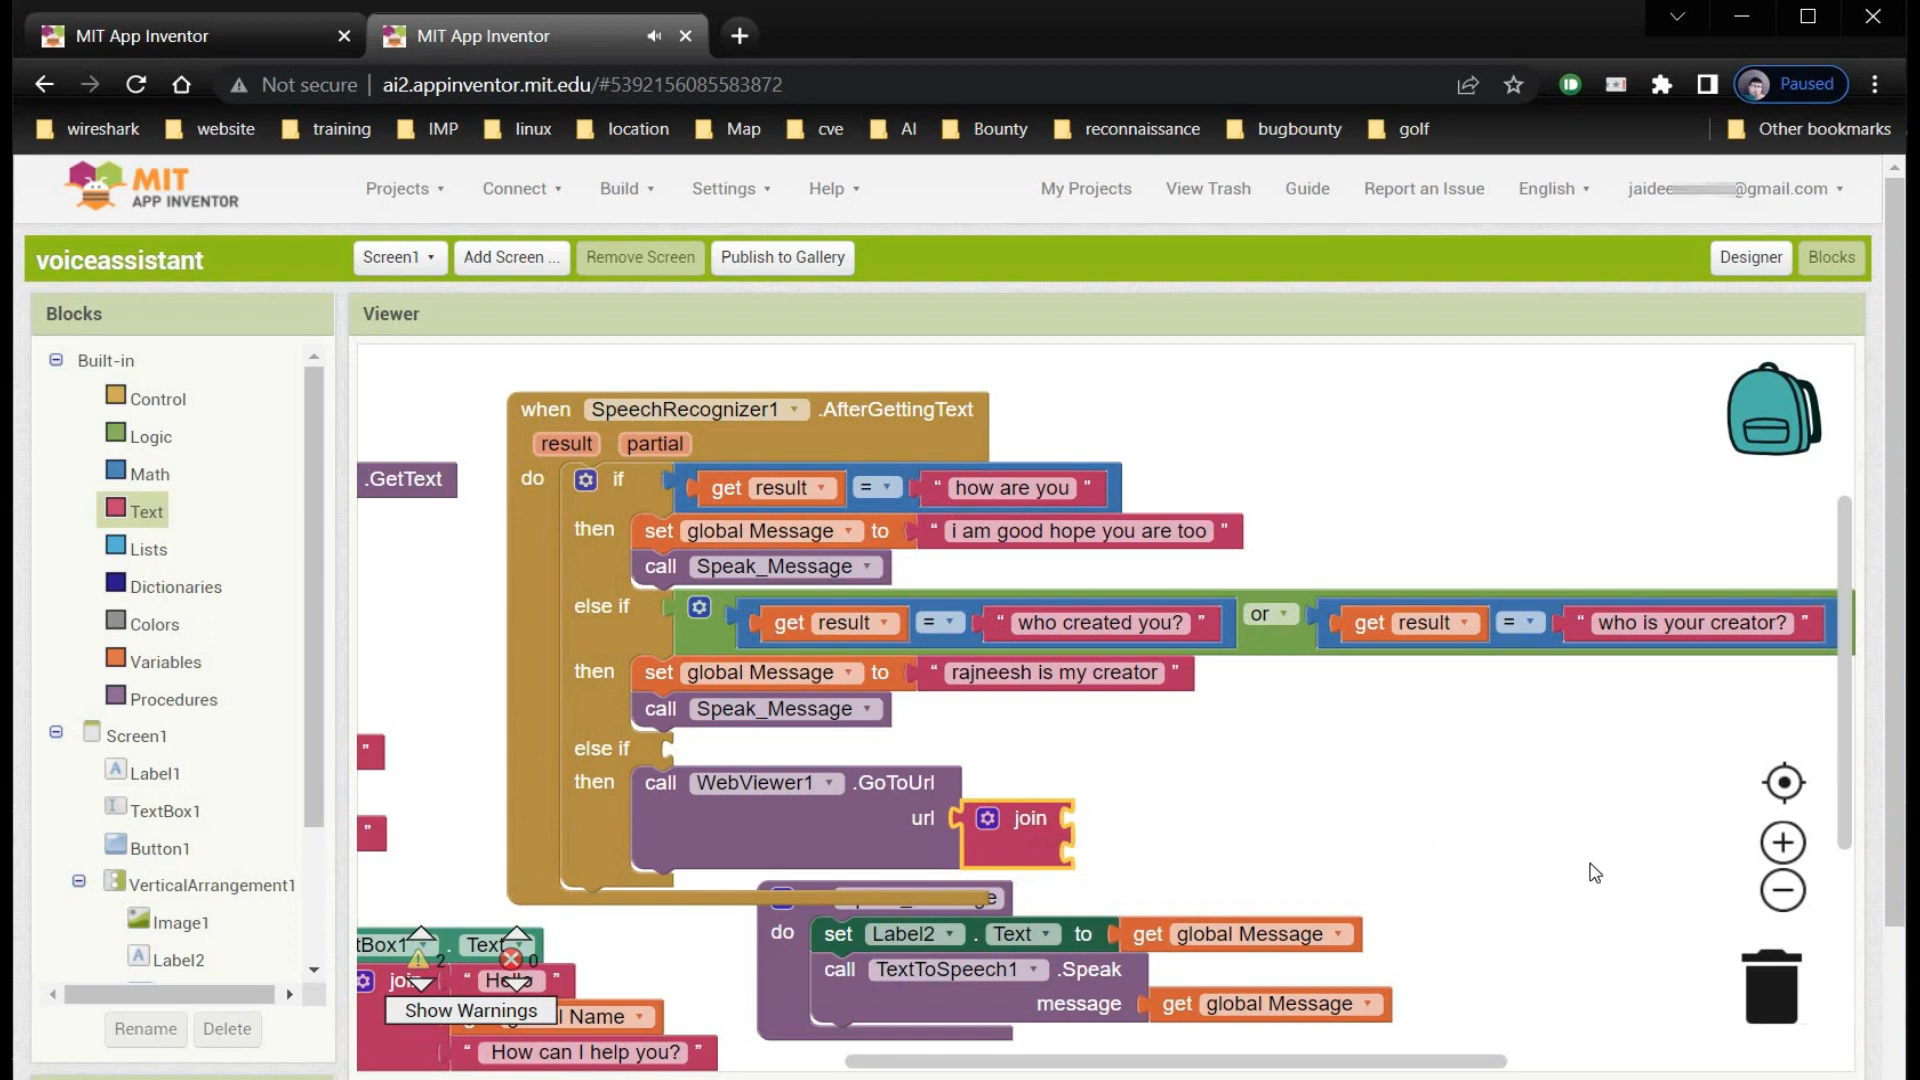 MIT App Inventor
MIT App Inventor
Not secure
ai2.appinventor.mit.edu/#5392156085583872
Paused
wireshark website training IMP linux location Map cve AI Bounty reconnaissance bugbounty golf Other bookmarks
MIT
APP INVENTOR
Projects Connect Build Settings Help My Projects View Trash Guide Report an Issue English jaidee @gmail.com
voiceassistant Screen1 Add Screen ... Remove Screen Publish to Gallery Designer Blocks
Blocks
Built-in
Control
Logic
Math
Text
Lists
Dictionaries
Colors
Variables
Procedures
Screen1
Label1
TextBox1
Button1
VerticalArrangement1
Image1
Label2
Rename Delete
Viewer
.GetText
when SpeechRecognizer1 .AfterGettingText
result partial
do if get result = " how are you "
then set global Message to " i am good hope you are too "
call Speak_Message
else if get result = " who created you? " or get result = " who is your creator? "
then set global Message to " rajneesh is my creator "
call Speak_Message
else if
then call WebViewer1 .GoToUrl
url join
do set Label2 . Text to get global Message
call TextToSpeech1 .Speak
message get global Message
"
"
tBox1 . Text
2 0
" "
Show Warnings
l Name
" How can I help you? "